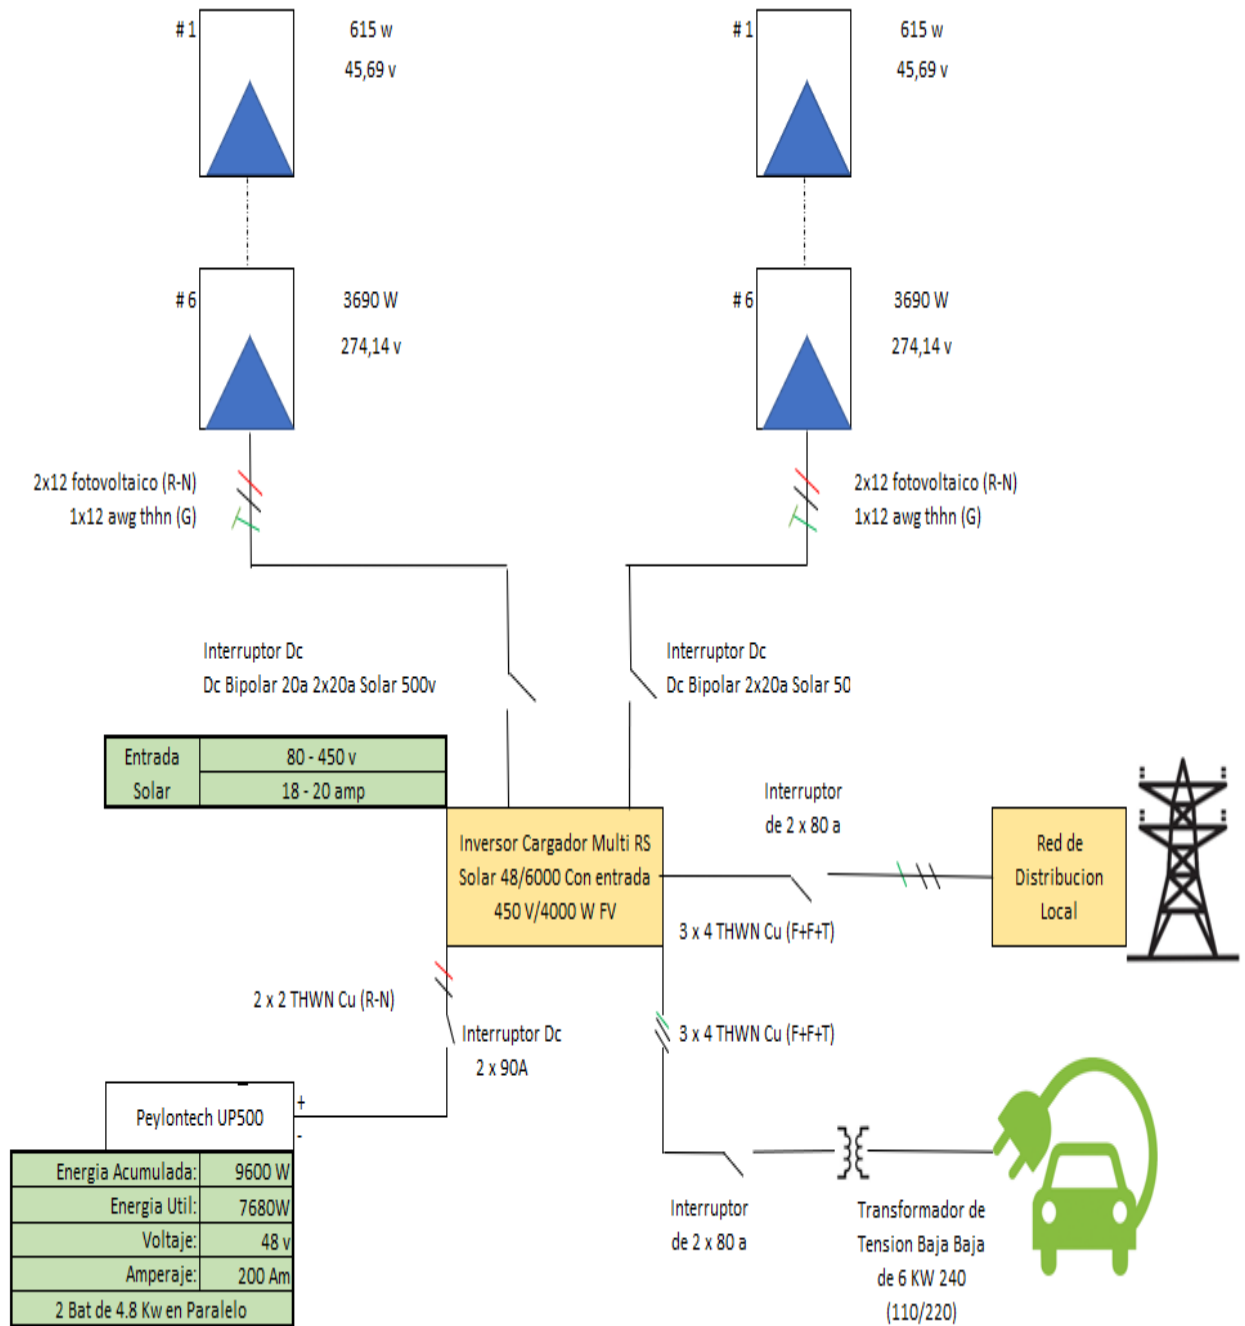 # 1
615 w
45,69 v
# 1
615 w
45,69 v
# 6
3690 W
274,14 v
# 6
3690 W
274,14 v
2x12 fotovoltaico (R-N)
1x12 awg thhn (G)
2x12 fotovoltaico (R-N)
1x12 awg thhn (G)
Interruptor Dc
Dc Bipolar 20a 2x20a Solar 500v
Interruptor Dc
Dc Bipolar 2x20a Solar 50
Entrada
Solar
80 - 450 v
18 - 20 amp
Inversor Cargador Multi RS
Solar 48/6000 Con entrada
450 V/4000 W FV
Interruptor
de 2 x 80 a
Red de
Distribucion
Local
3 x 4 THWN Cu (F+F+T)
2 x 2 THWN Cu (R-N)
Interruptor Dc
2 x 90A
3 x 4 THWN Cu (F+F+T)
Peylontech UP500
+
-
Energia Acumulada: 9600 W
Energia Util: 7680W
Voltaje: 48 v
Amperaje: 200 Am
2 Bat de 4.8 Kw en Paralelo
Interruptor
de 2 x 80 a
Transformador de
Tension Baja Baja
de 6 KW 240
(110/220)